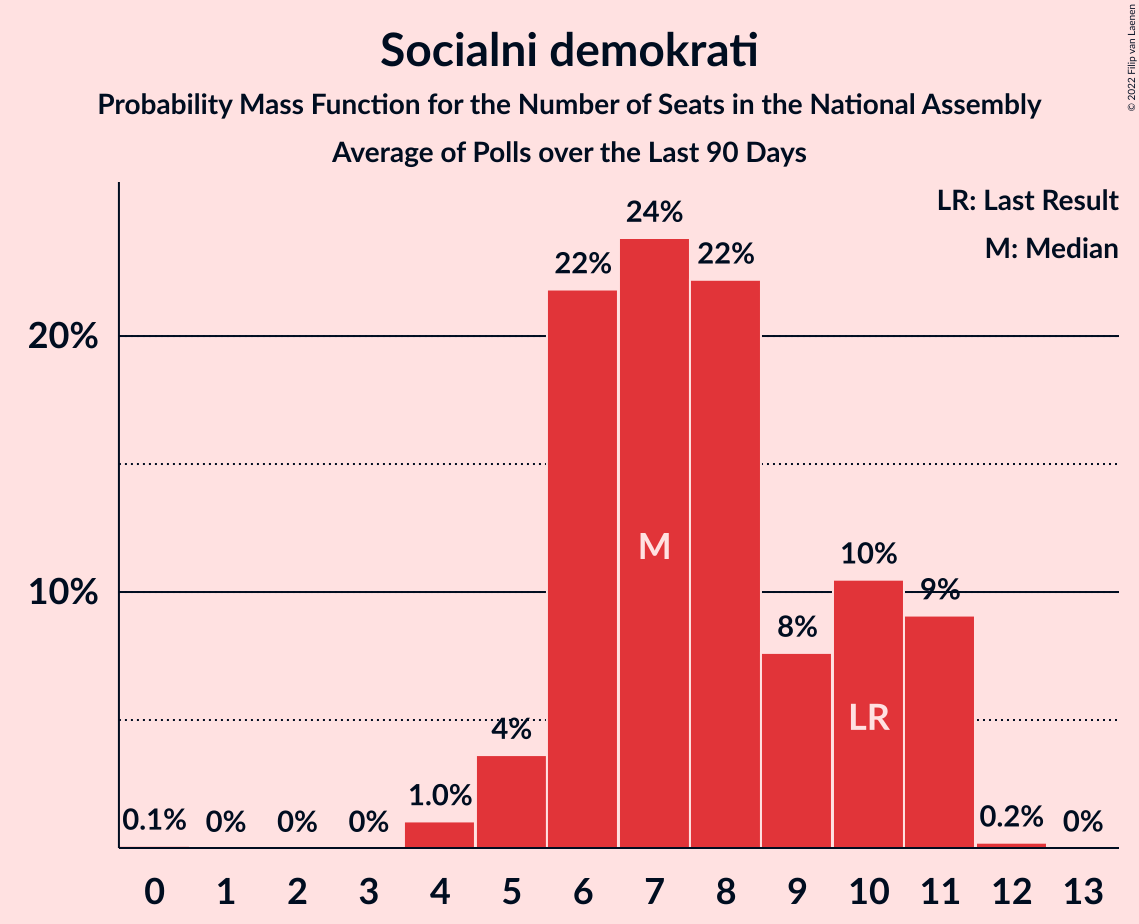 © 2022 Filip van Laenen
Socialni demokrati
Probability Mass Function for the Number of Seats in the National Assembly
Average of Polls over the Last 90 Days
LR: Last Result
M: Median
24%
22%
22%
20%
M
10%
10%
9%
8%
LR
4%
1.0%
0.1%
0%
0%
0%
0.2%
0%
0 1 2 3 4 5 6 7 8 9 10 11 12 13